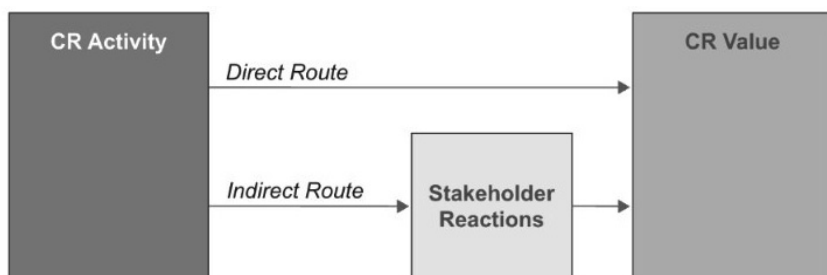 CR Activity
CR Value
Direct Route
Indirect Route
Stakeholder
Reactions